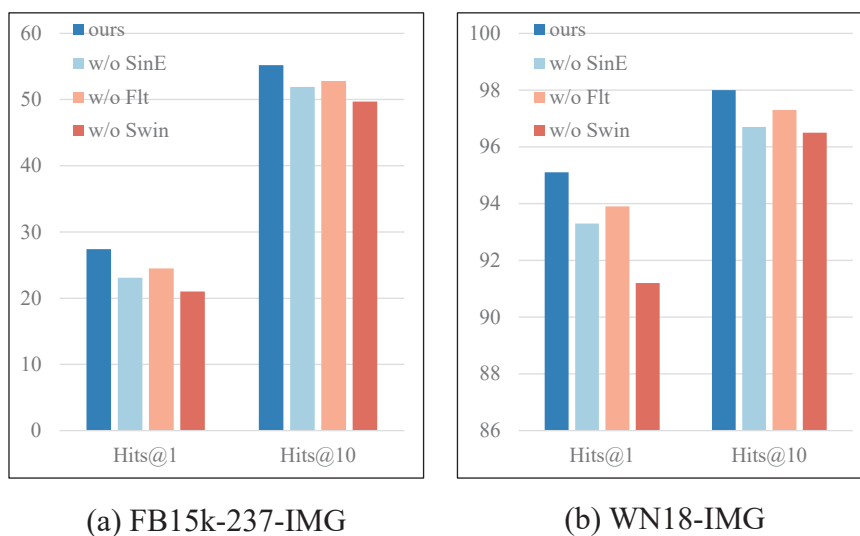 60
50
40
30
20
10
0
ours
w/o SinE
w/o Flt
w/o Swin
Hits@1 Hits@10
(a) FB15k-237-IMG
100
98
96
94
92
90
88
86
ours
w/o SinE
w/o Flt
w/o Swin
Hits@1 Hits@10
(b) WN18-IMG